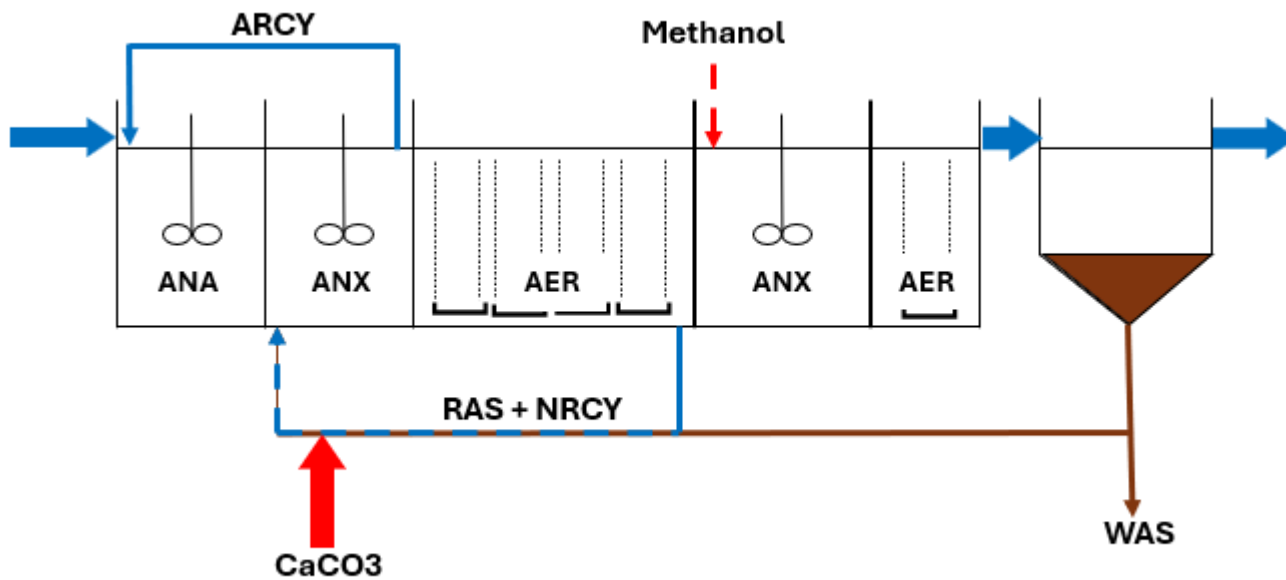 ARCY
Methanol
ANA
ANX
AER
ANX
AER
RAS + NRCY
CaCO3
WAS